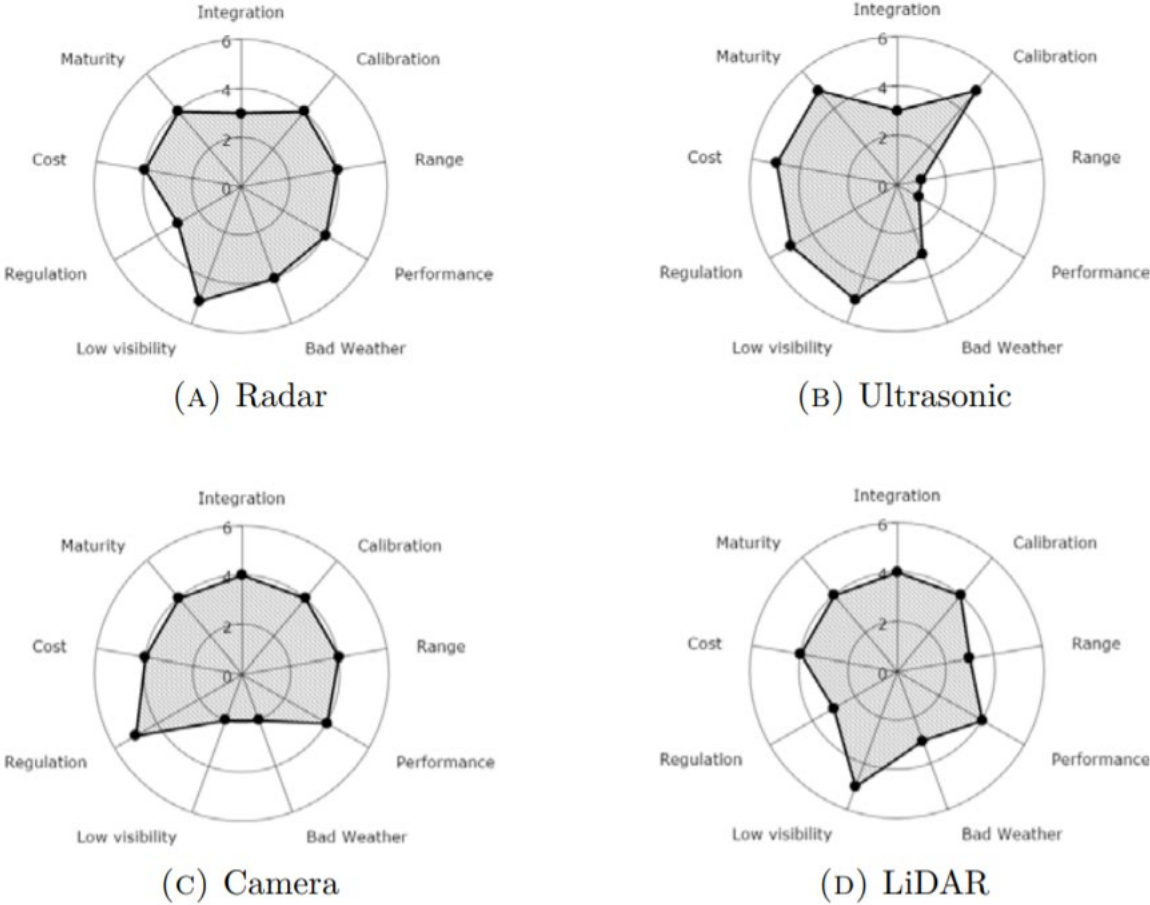 Integration
6
Maturity
Calibration
4
2
Cost
Range
0
Regulation
Performance
Low visibility
Bad Weather
(A) Radar
Integration
6
Maturity
Calibration
4
2
Cost
Range
0
Regulation
Performance
Low visibility
Bad Weather
(B) Ultrasonic
Integration
6
Maturity
Calibration
4
2
Cost
Range
0
Regulation
Performance
Low visibility
Bad Weather
(C) Camera
Integration
6
Maturity
Calibration
4
2
Cost
Range
0
Regulation
Performance
Low visibility
Bad Weather
(D) LiDAR